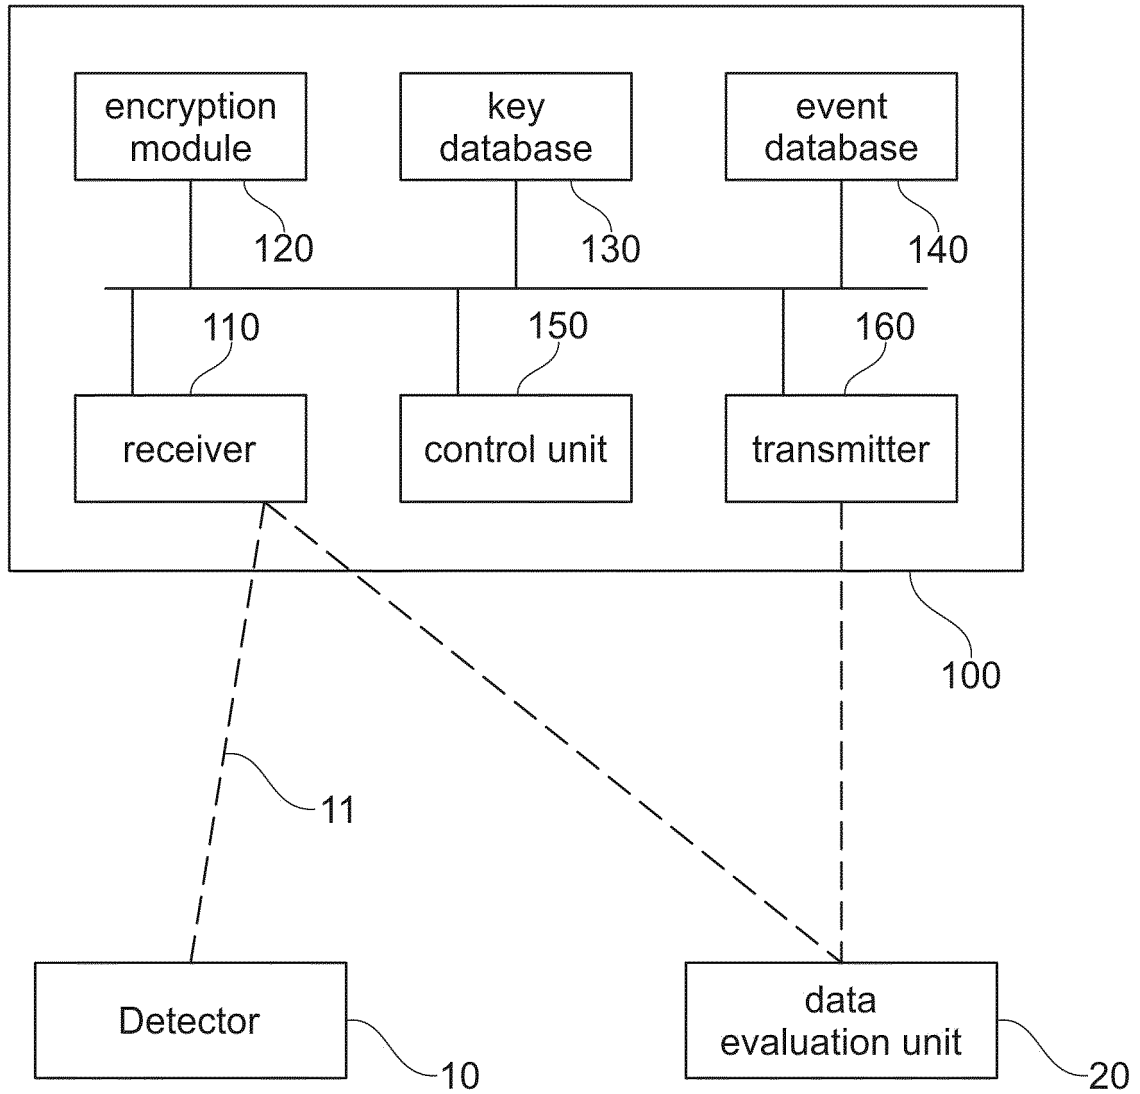 encryption
module
key
database
event
database
120
130
140
110
150
160
receiver
control unit
transmitter
100
11
Detector
data
evaluation unit
10
20